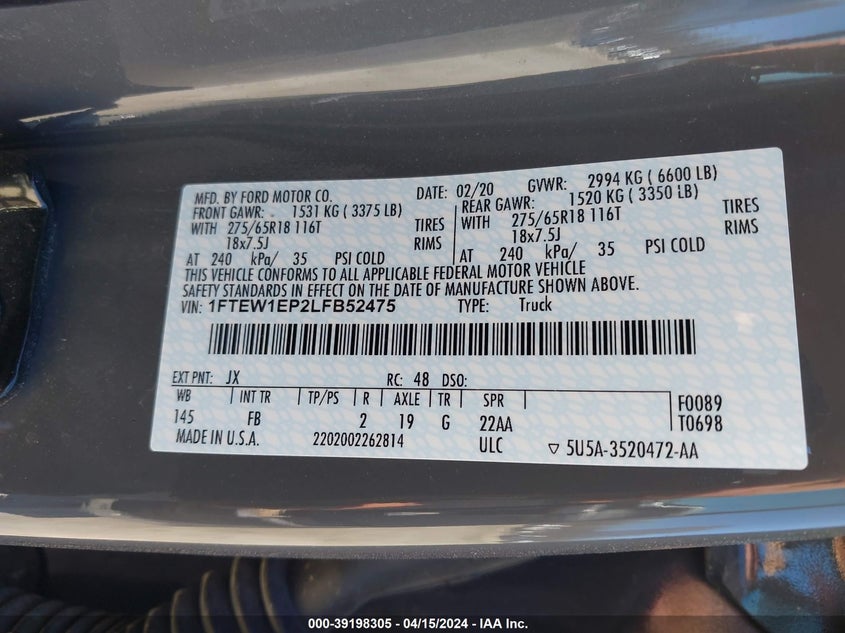 MFD. BY FORD MOTOR CO. DATE: 02/20 GVWR: 2994 KG ( 6600 LB)
FRONT GAWR: 1531 KG ( 3375 LB) REAR GAWR: 1520 KG ( 3350 LB)
WITH 275/65R18 116T TIRES WITH 275/65R18 116T TIRES
18x7.5J RIMS 18x7.5J RIMS
AT 240 kPa/ 35 PSI COLD AT 240 kPa/ 35 PSI COLD
THIS VEHICLE CONFORMS TO ALL APPLICABLE FEDERAL MOTOR VEHICLE
SAFETY STANDARDS IN EFFECT ON THE DATE OF MANUFACTURE SHOWN ABOVE.
VIN: 1FTEW1EP2LFB52475 TYPE: Truck
EXT PNT: JX RC: 48 DSO:
WB INT TR TP/PS R AXLE TR SPR F0089
145 FB 2 19 G 22AA T0698
MADE IN U.S.A. 2202002262814 ULC ▽ 5U5A-3520472-AA
000-39198305 - 04/15/2024 - IAA Inc.